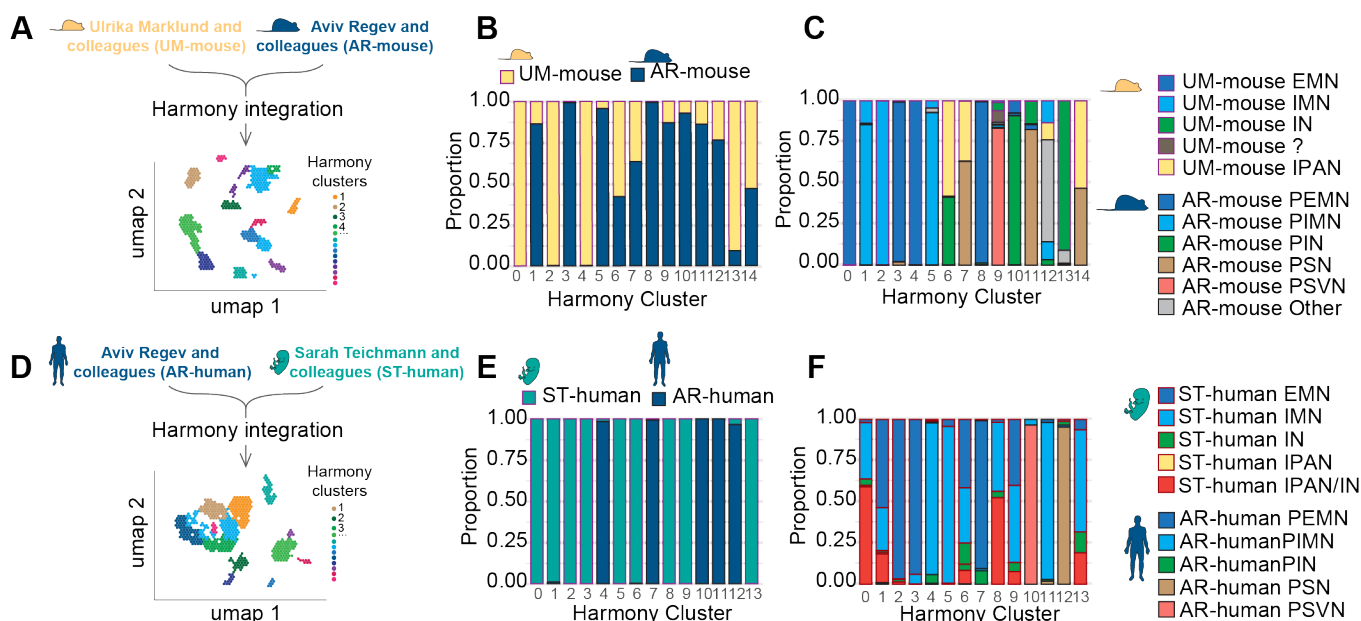 A
Ulrika Marklund and
colleagues (UM-mouse)
Aviv Regev and
colleagues (AR-mouse)
Harmony integration
umap 2
umap 1
Harmony
clusters
1
2
3
4
...
B
UM-mouse
AR-mouse
Proportion
1.00
0.75
0.50
0.25
0.00
0 1 2 3 4 5 6 7 8 9 10 11 12 13 14
Harmony Cluster
C
Proportion
1.00
0.75
0.50
0.25
0.00
0 1 2 3 4 5 6 7 8 9 10 11 12 13 14
Harmony Cluster
UM-mouse EMN
UM-mouse IMN
UM-mouse IN
UM-mouse ?
UM-mouse IPAN
AR-mouse PEMN
AR-mouse PIMN
AR-mouse PIN
AR-mouse PSN
AR-mouse PSVN
AR-mouse Other
D
Aviv Regev and
colleagues (AR-human)
Sarah Teichmann and
colleagues (ST-human)
Harmony integration
umap 2
umap 1
Harmony
clusters
1
2
3
...
E
ST-human
AR-human
Proportion
1.00
0.75
0.50
0.25
0.00
0 1 2 3 4 5 6 7 8 9 10 11 12 13
Harmony Cluster
F
Proportion
1.00
0.75
0.50
0.25
0.00
0 1 2 3 4 5 6 7 8 9 10 11 12 13
Harmony Cluster
ST-human EMN
ST-human IMN
ST-human IN
ST-human IPAN
ST-human IPAN/IN
AR-human PEMN
AR-humanPIMN
AR-humanPIN
AR-human PSN
AR-human PSVN